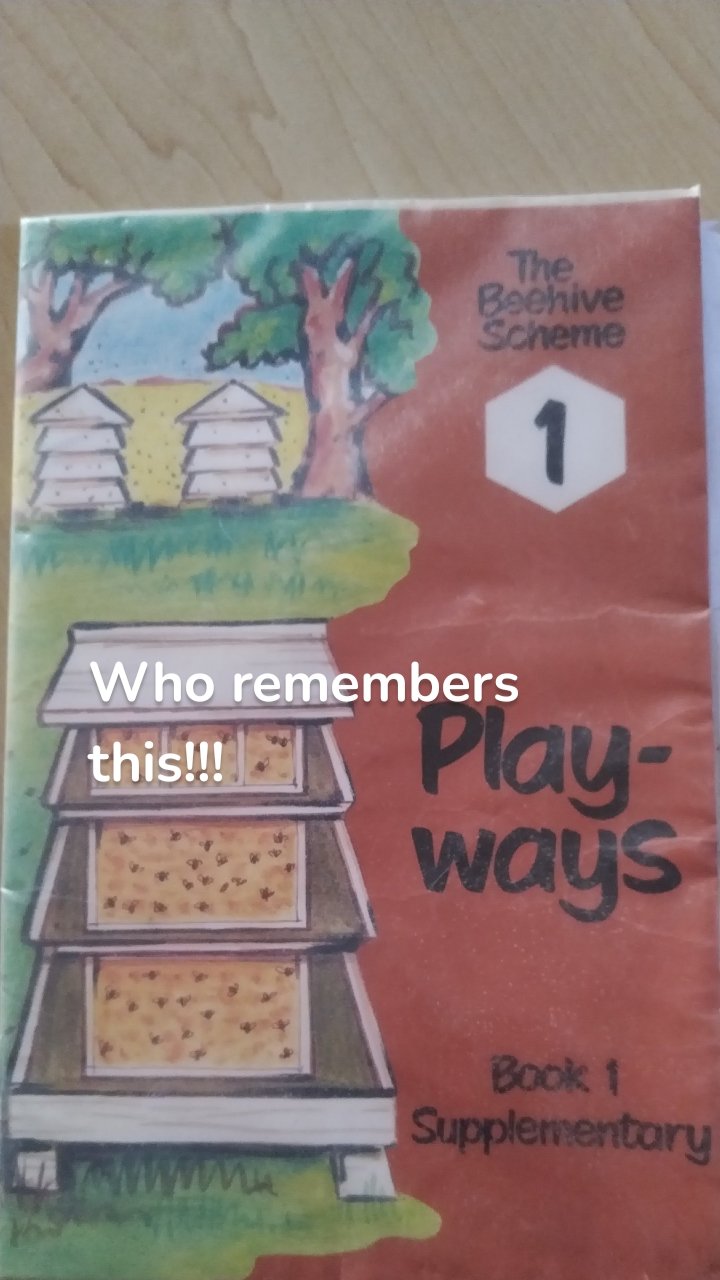 The
Beehive
Scheme
1
Who remembers
this!!!
Play-
ways
Book 1
Supplementary